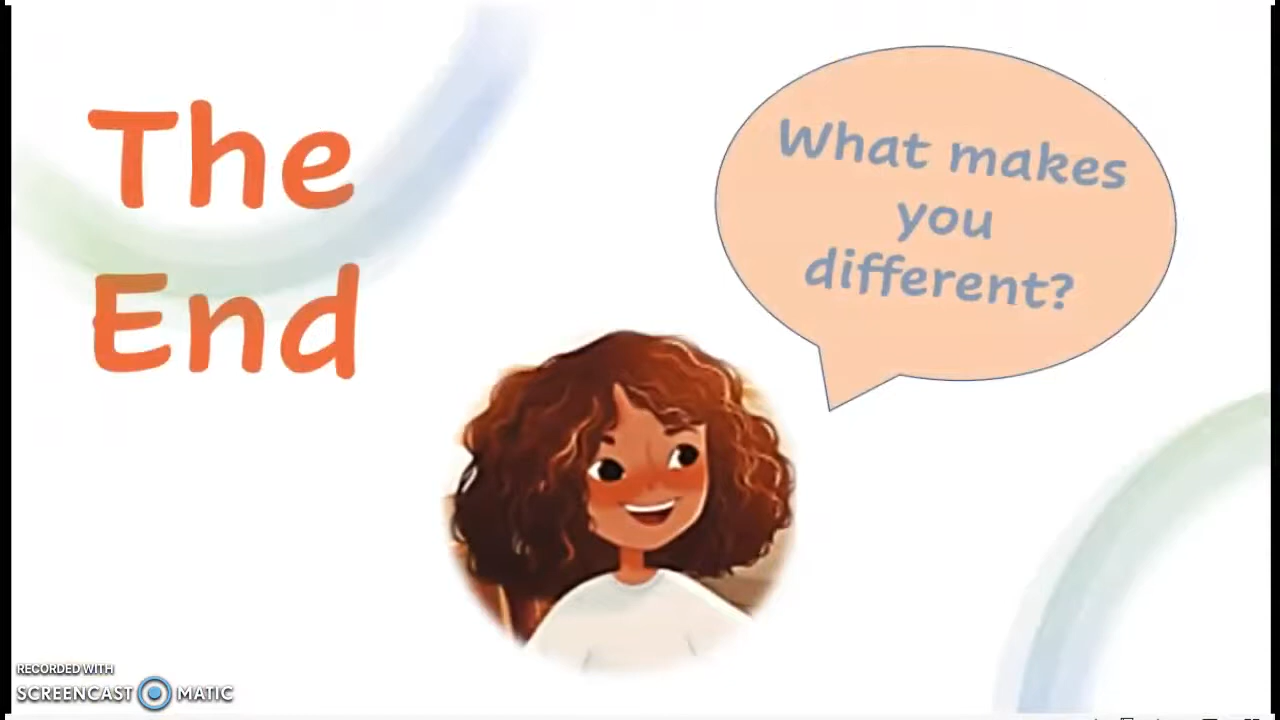 The
End
What makes
you
different?
RECORDED WITH
SCREENCAST MATIC